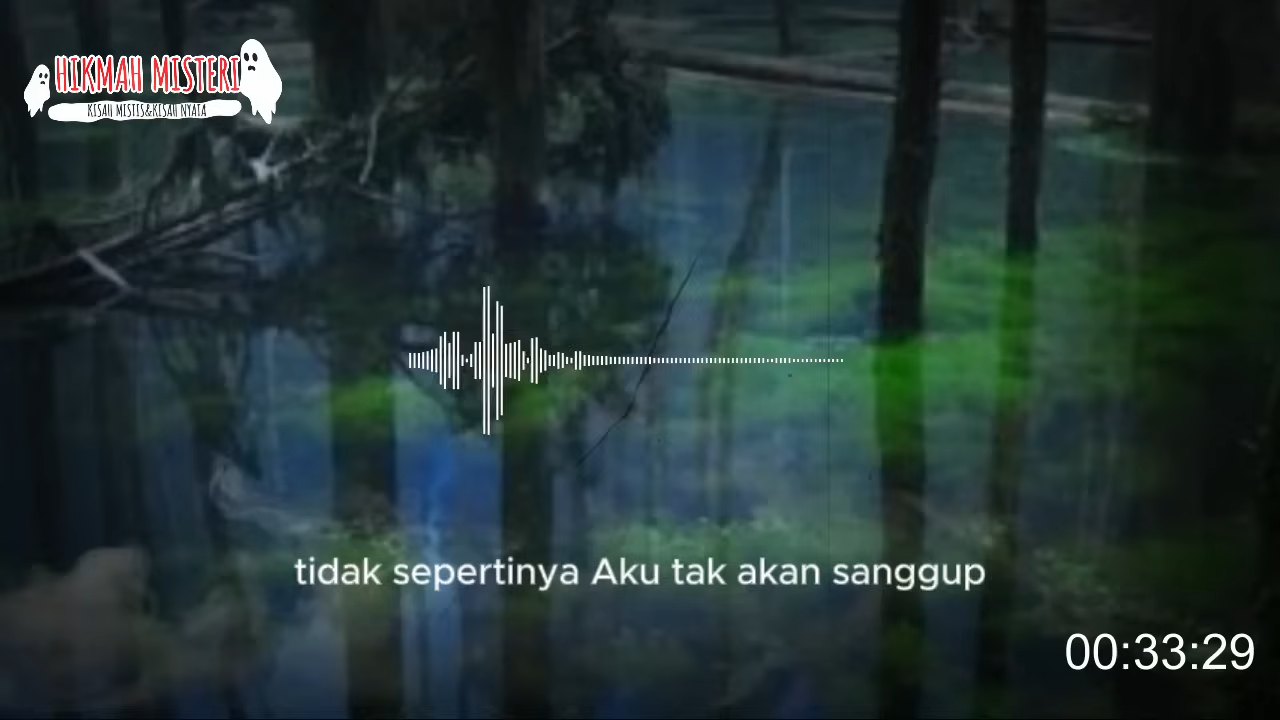 HIKMAH MISTERI
KISAH MISTIS&KISAH NYATA
tidak sepertinya Aku tak akan sanggup
00:33:29